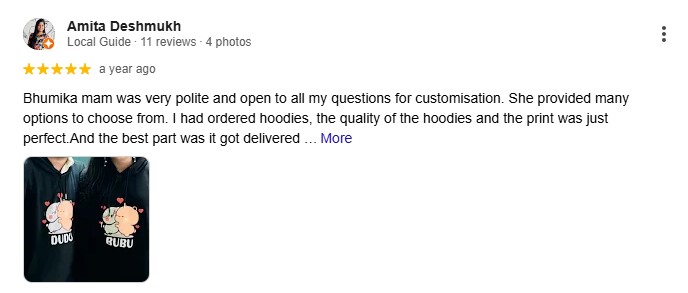 Amita Deshmukh
Local Guide · 11 reviews · 4 photos
a year ago
Bhumika mam was very polite and open to all my questions for customisation. She provided many
options to choose from. I had ordered hoodies, the quality of the hoodies and the print was just
perfect.And the best part was it got delivered … More
DUDU
BUBU